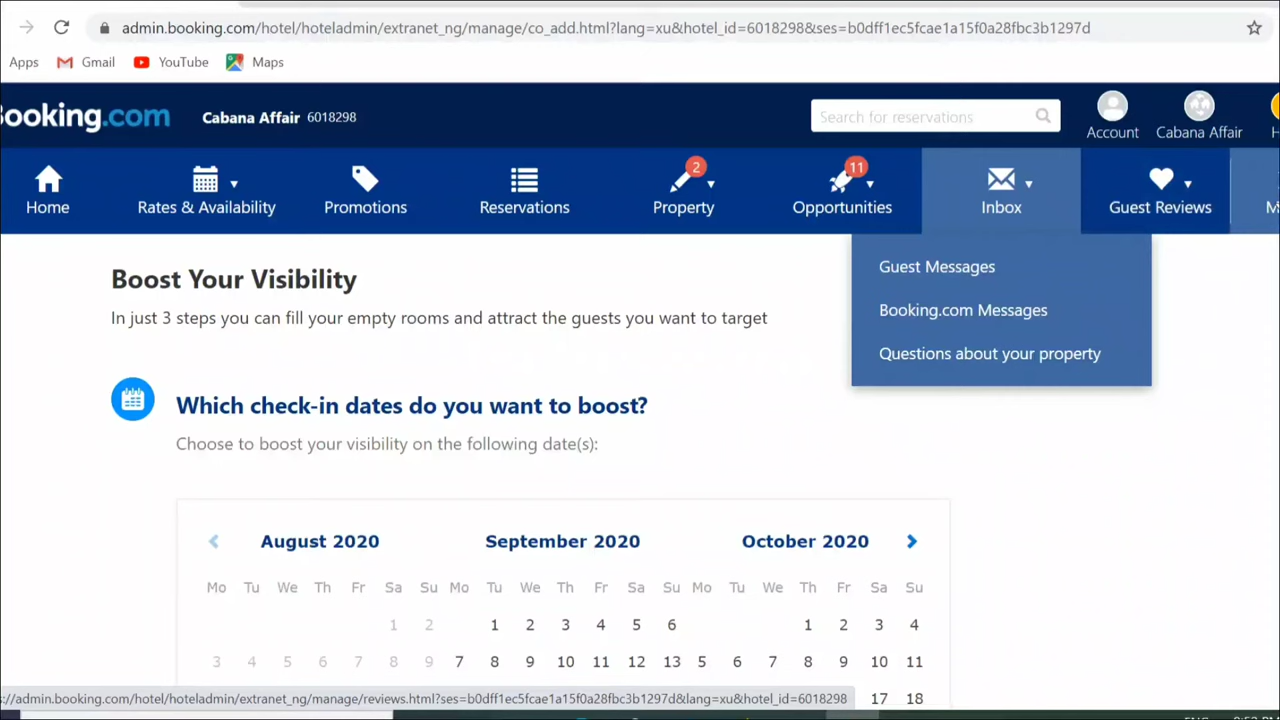 admin.booking.com/hotel/hoteladmin/extranet_ng/manage/co_add.html?lang=xu&hotel_id=6018298&ses=b0dff1ec5fcae1a15f0a28fbc3b1297d
Apps Gmail YouTube Maps
Booking.com Cabana Affair 6018298 Search for reservations
Account Cabana Affair
2 11
Home Rates & Availability Promotions Reservations Property Opportunities Inbox Guest Reviews
Guest Messages
Booking.com Messages
Questions about your property
Boost Your Visibility
In just 3 steps you can fill your empty rooms and attract the guests you want to target
Which check-in dates do you want to boost?
Choose to boost your visibility on the following date(s):
August 2020 September 2020 October 2020
Mo Tu We Th Fr Sa Su Mo Tu We Th Fr Sa Su Mo Tu We Th Fr Sa Su
1 2 1 2 3 4 5 6 1 2 3 4
3 4 5 6 7 8 9 7 8 9 10 11 12 13 5 6 7 8 9 10 11
17 18
://admin.booking.com/hotel/hoteladmin/extranet_ng/manage/reviews.html?ses=b0dff1ec5fcae1a15f0a28fbc3b1297d&lang=xu&hotel_id=6018298